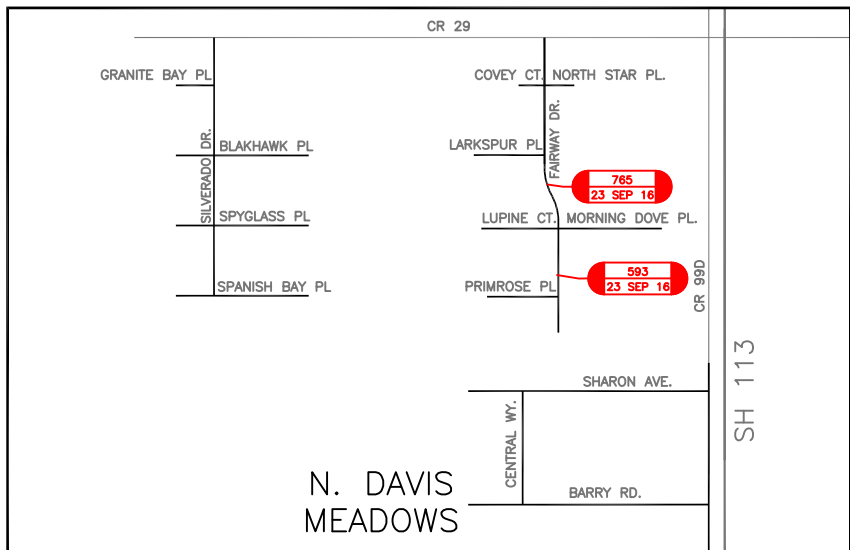 CR 29
GRANITE BAY PL
COVEY CT.
NORTH STAR PL.
SILVERADO DR.
BLAKHAWK PL
LARKSPUR PL
FAIRWAY DR.
765
23 SEP 16
SPYGLASS PL
LUPINE CT.
MORNING DOVE PL.
SPANISH BAY PL
PRIMROSE PL
593
23 SEP 16
CR 99D
SH 113
SHARON AVE.
CENTRAL WY.
BARRY RD.
N. DAVIS
MEADOWS